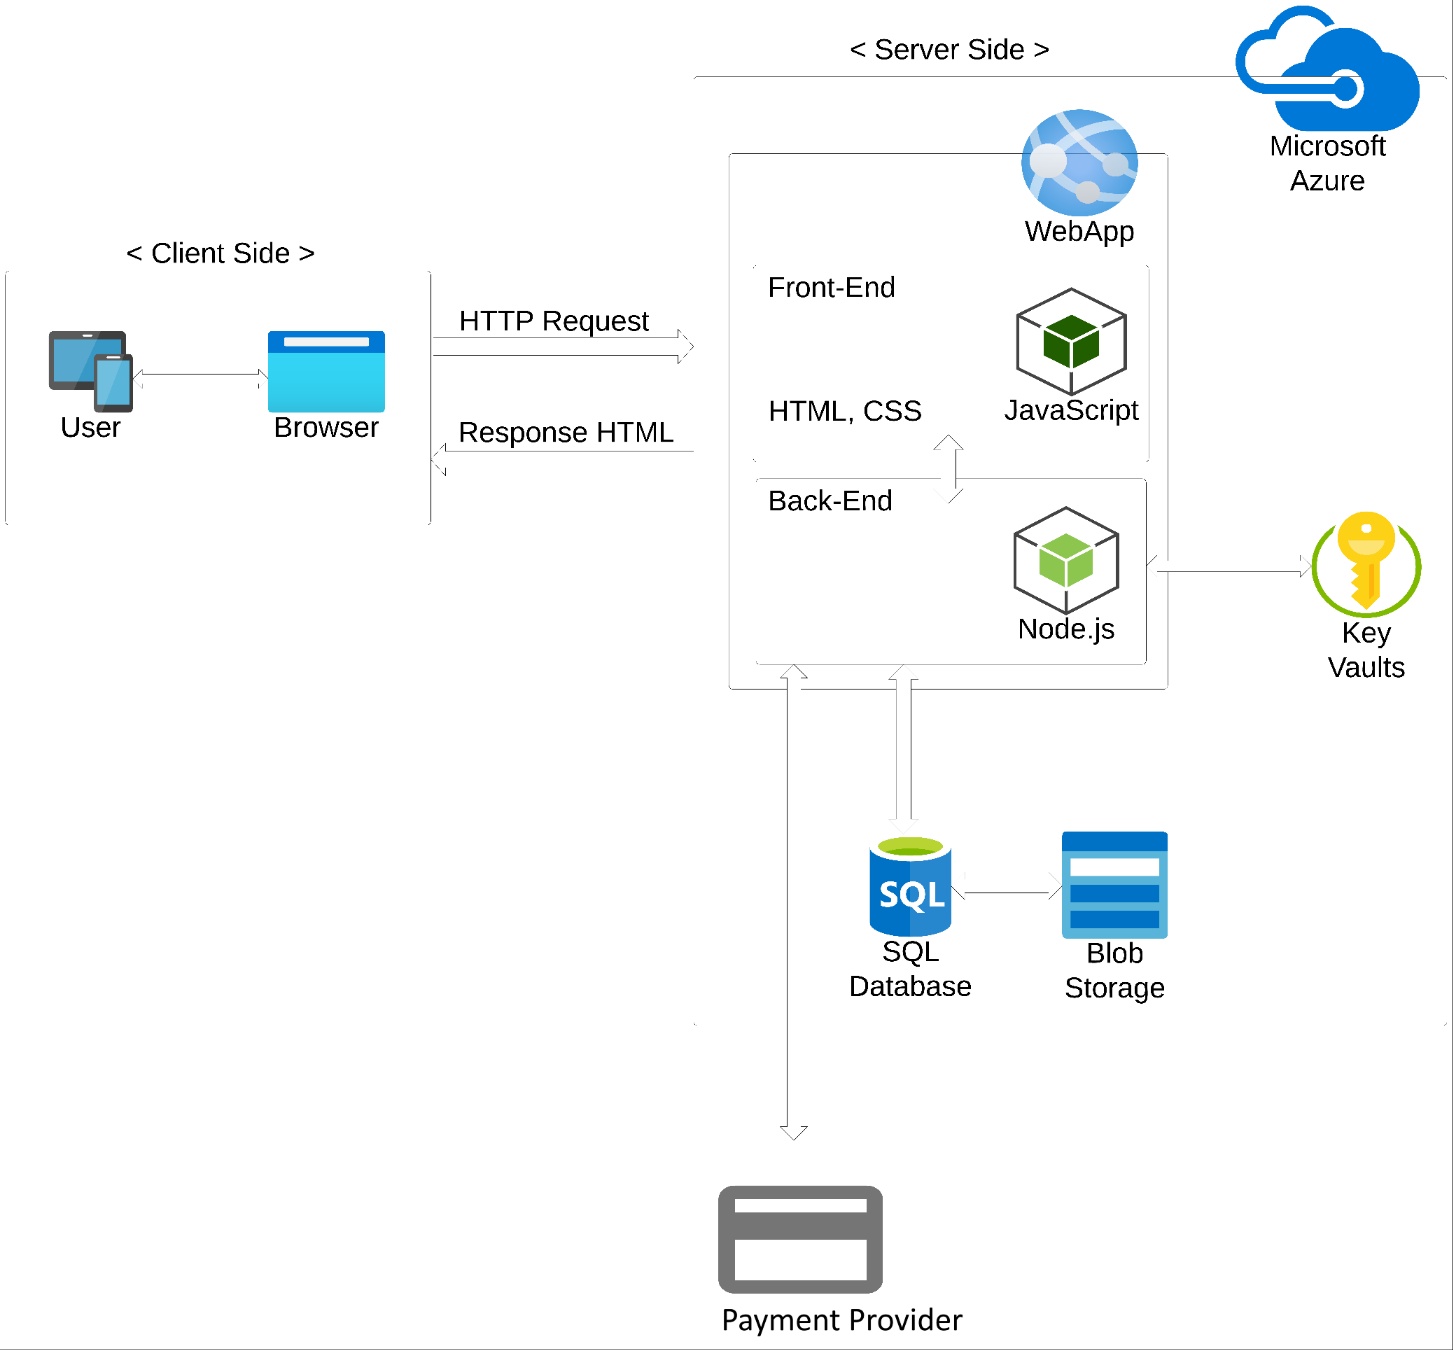 < Server Side >
Microsoft
Azure
WebApp
< Client Side >
User
Browser
HTTP Request
Response HTML
Front-End
HTML, CSS
JavaScript
Back-End
Node.js
Key
Vaults
SQL
SQL
Database
Blob
Storage
Payment Provider